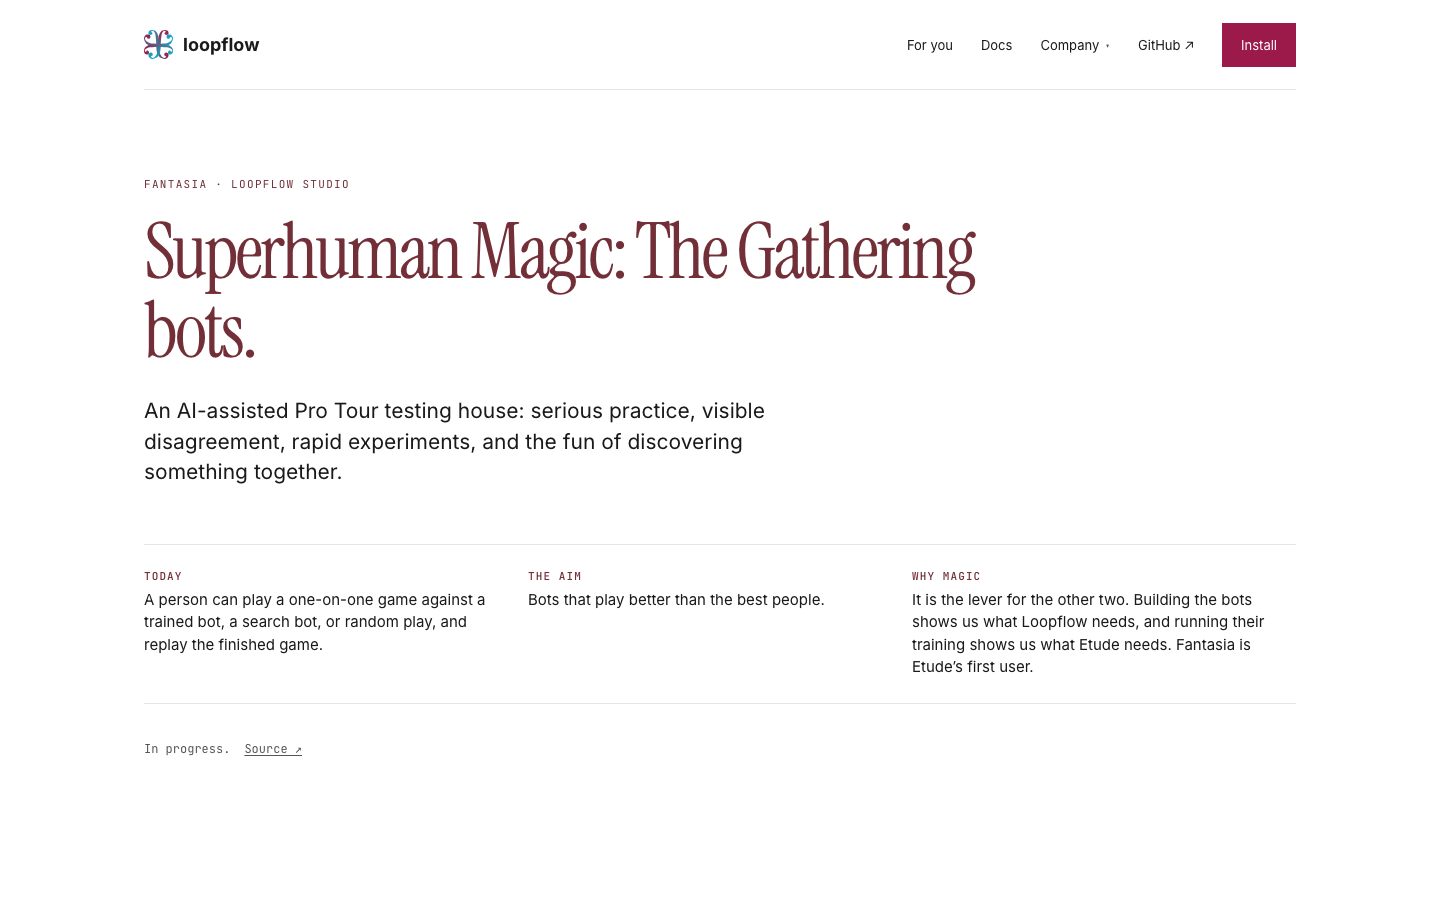 loopflow
For you
Docs
Company
GitHub ↗
Install
FANTASIA · LOOPFLOW STUDIO
Superhuman Magic: The Gathering
bots.
An AI-assisted Pro Tour testing house: serious practice, visible
disagreement, rapid experiments, and the fun of discovering
something together.
TODAY
A person can play a one-on-one game against a
trained bot, a search bot, or random play, and
replay the finished game.
THE AIM
Bots that play better than the best people.
WHY MAGIC
It is the lever for the other two. Building the bots
shows us what Loopflow needs, and running their
training shows us what Etude needs. Fantasia is
Etude’s first user.
In progress. Source ↗